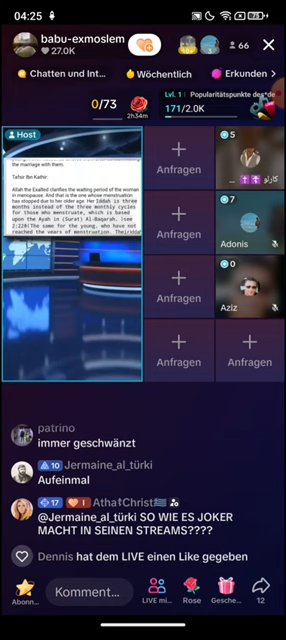 04:25
73
babu-exmoslem
27.0K
66
Chatten und Int...
Wöchentlich
Erkunden
0/73
2h34m
Lvl. 1
Popularitätspunkte des*de
171/2.0K
Host
the marriage with them.
Tafsir Ibn Kathir:
Allah the Exalted clarifies the waiting period of the woman
in menopause. And that is the one whose menstruation
has stopped due to her older age. Her Iddah is three
months instead of the three monthly cycles
for those who menstruate, which is based
upon the Ayah in (Surat) Al-Baqarah. [see
2:228]The same for the young, who have not
reached the years of menstruation. Their
Anfragen
Anfragen
Anfragen
Anfragen
Anfragen
5
كارلو ✝️✝️ ...
7
Adonis
0
Aziz
patrino
immer geschwänzt
10 Jermaine_al_türki
Aufeinmal
17 I Atha☦Christ🇬🇷
@Jermaine_al_türki SO WIE ES JOKER
MACHT IN SEINEN STREAMS????
Dennis hat dem LIVE einen Like gegeben
Abonn...
Komment...
LIVE mi...
Rose
Gesche...
12